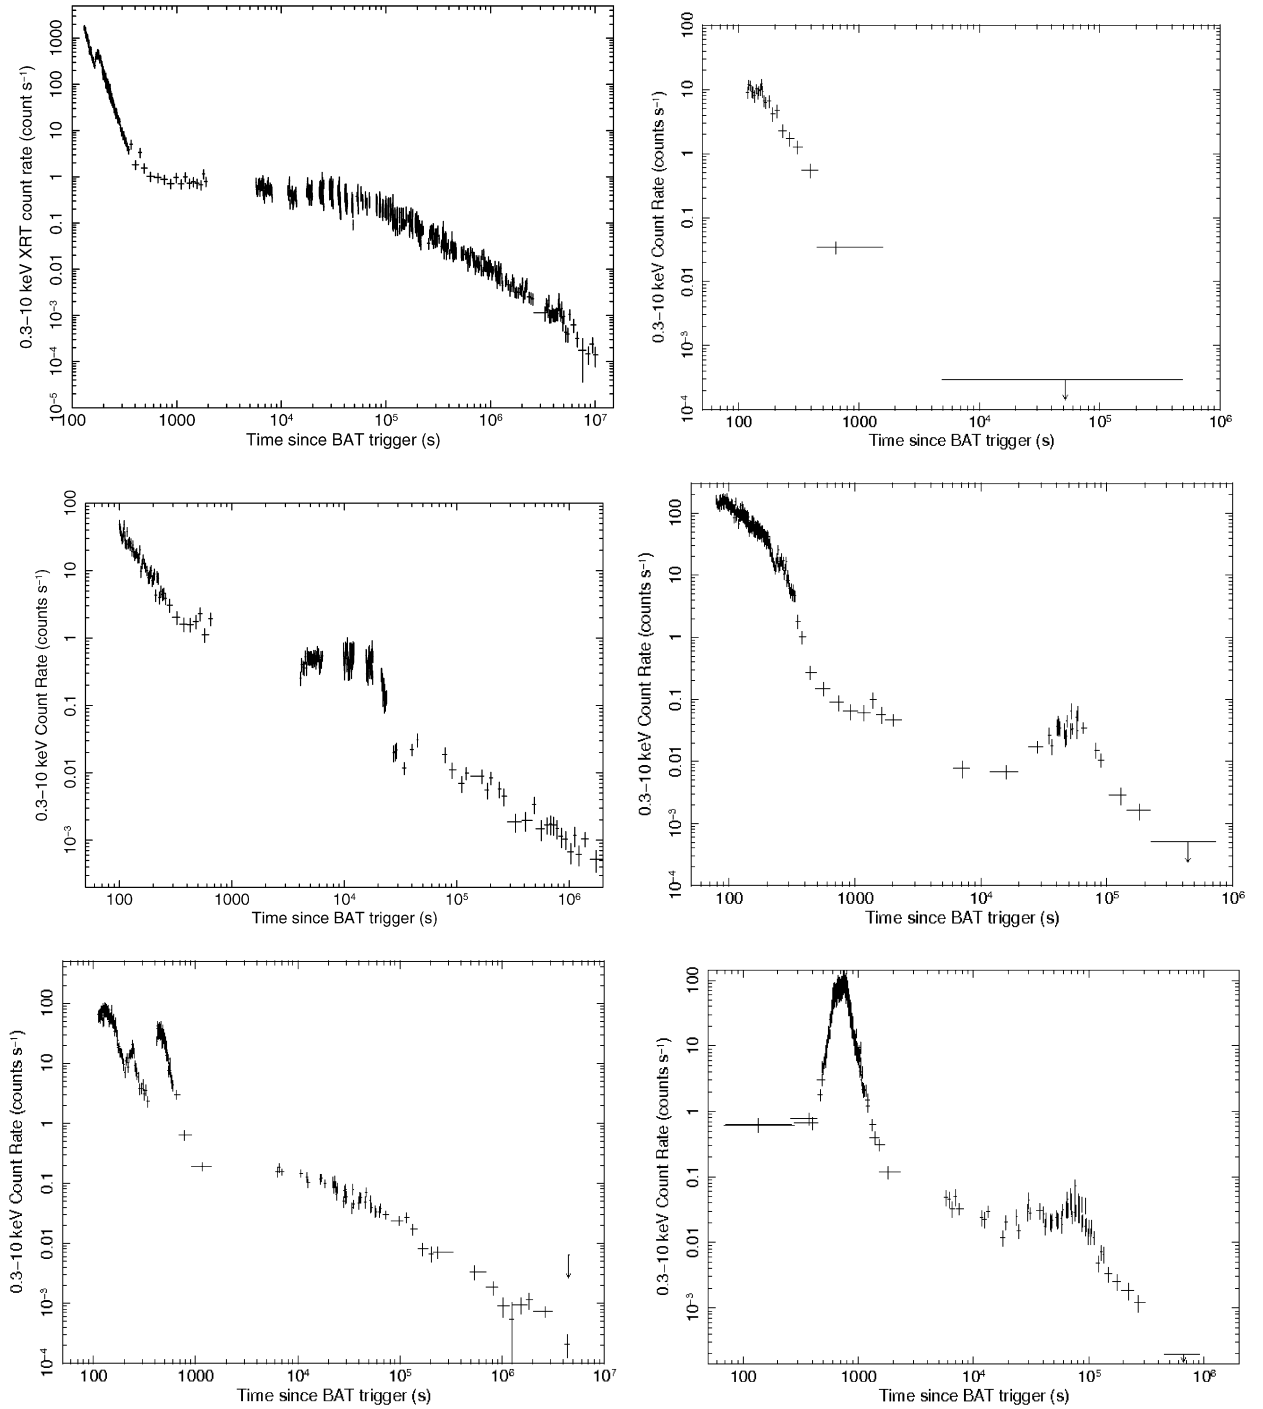 0.3−10 keV XRT count rate (count s⁻¹)
1000
100
10
1
0.1
0.01
10⁻³
10⁻⁴
10⁻⁵
100 1000 10⁴ 10⁵ 10⁶ 10⁷
Time since BAT trigger (s)
0.3−10 keV Count Rate (counts s⁻¹)
100
10
1
0.1
0.01
10⁻³
10⁻⁴
100 1000 10⁴ 10⁵ 10⁶
Time since BAT trigger (s)
0.3−10 keV Count Rate (counts s⁻¹)
100
10
1
0.1
0.01
10⁻³
100 1000 10⁴ 10⁵ 10⁶
Time since BAT trigger (s)
0.3−10 keV Count Rate (counts s⁻¹)
100
10
1
0.1
0.01
10⁻³
10⁻⁴
100 1000 10⁴ 10⁵ 10⁶
Time since BAT trigger (s)
0.3−10 keV Count Rate (counts s⁻¹)
100
10
1
0.1
0.01
10⁻³
10⁻⁴
100 1000 10⁴ 10⁵ 10⁶ 10⁷
Time since BAT trigger (s)
0.3−10 keV Count Rate (counts s⁻¹)
100
10
1
0.1
0.01
10⁻³
100 1000 10⁴ 10⁵ 10⁶
Time since BAT trigger (s)